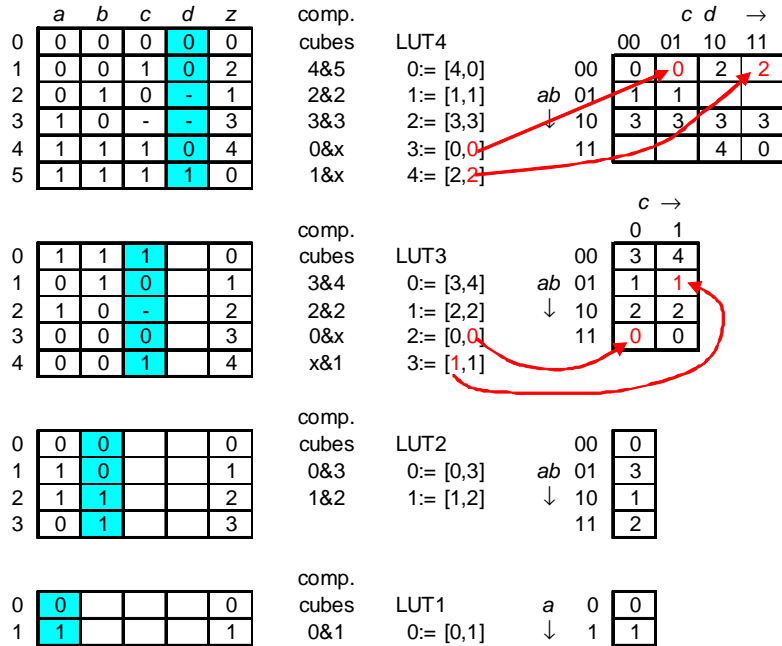 a b c d z comp. c d →
0 0 0 0 0 0 cubes LUT4 00 01 10 11
1 0 0 1 0 2 4&5 0:= [4,0] 00 0 0 2 2
2 0 1 0 - 1 2&2 1:= [1,1] ab 01 1 1
3 1 0 - - 3 3&3 2:= [3,3] ↓ 10 3 3 3 3
4 1 1 1 0 4 0&x 3:= [0,0] 11 4 0
5 1 1 1 1 0 1&x 4:= [2,2]
c →
comp. 0 1
0 1 1 1 0 cubes LUT3 00 3 4
1 0 1 0 1 3&4 0:= [3,4] ab 01 1 1
2 1 0 - 2 2&2 1:= [2,2] ↓ 10 2 2
3 0 0 0 3 0&x 2:= [0,0] 11 0 0
4 0 0 1 4 x&1 3:= [1,1]
comp.
0 0 0 0 cubes LUT2 00 0
1 1 0 1 0&3 0:= [0,3] ab 01 3
2 1 1 2 1&2 1:= [1,2] ↓ 10 1
3 0 1 3 11 2
comp.
0 0 0 cubes LUT1 a 0 0
1 1 1 0&1 0:= [0,1] ↓ 1 1